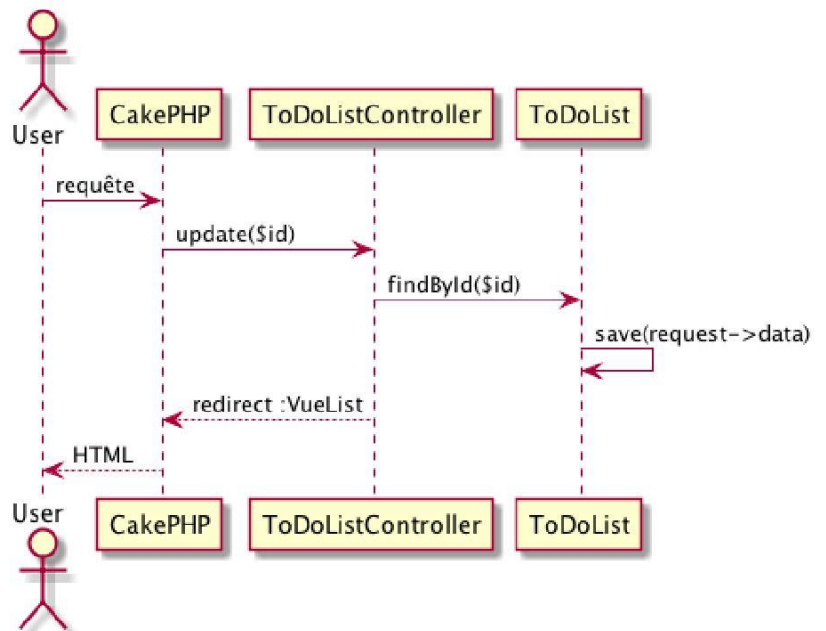 User
CakePHP
ToDoListController
ToDoList
requête
update($id)
findById($id)
save(request->data)
redirect :VueList
HTML
User
CakePHP
ToDoListController
ToDoList